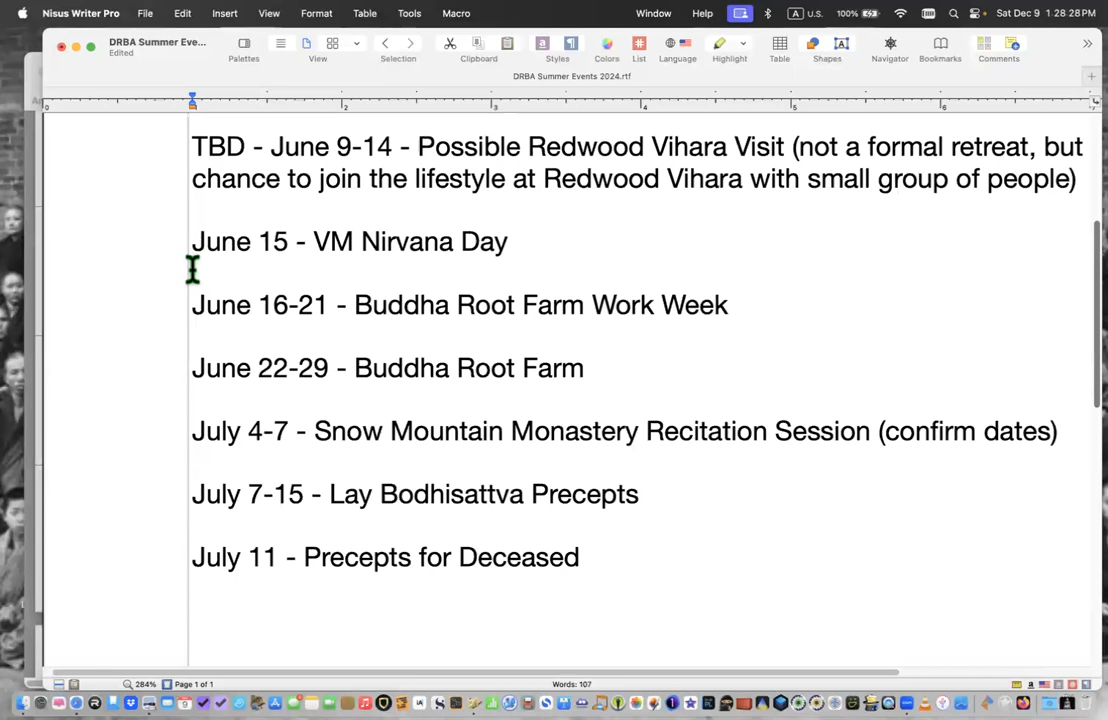 Nisus Writer Pro File Edit Insert View Format Table Tools Macro Window Help A U.S. 100% Sat Dec 9 1:28:28 PM
DRBA Summer Eve...
Edited
Palettes View Selection Clipboard Styles Colors List Language Highlight Table Shapes Navigator Bookmarks Comments
DRBA Summer Events 2024.rtf
0 2 3 4 5 6
TBD - June 9-14 - Possible Redwood Vihara Visit (not a formal retreat, but
chance to join the lifestyle at Redwood Vihara with small group of people)
June 15 - VM Nirvana Day
June 16-21 - Buddha Root Farm Work Week
June 22-29 - Buddha Root Farm
July 4-7 - Snow Mountain Monastery Recitation Session (confirm dates)
July 7-15 - Lay Bodhisattva Precepts
July 11 - Precepts for Deceased
284% Page 1 of 1 Words: 107